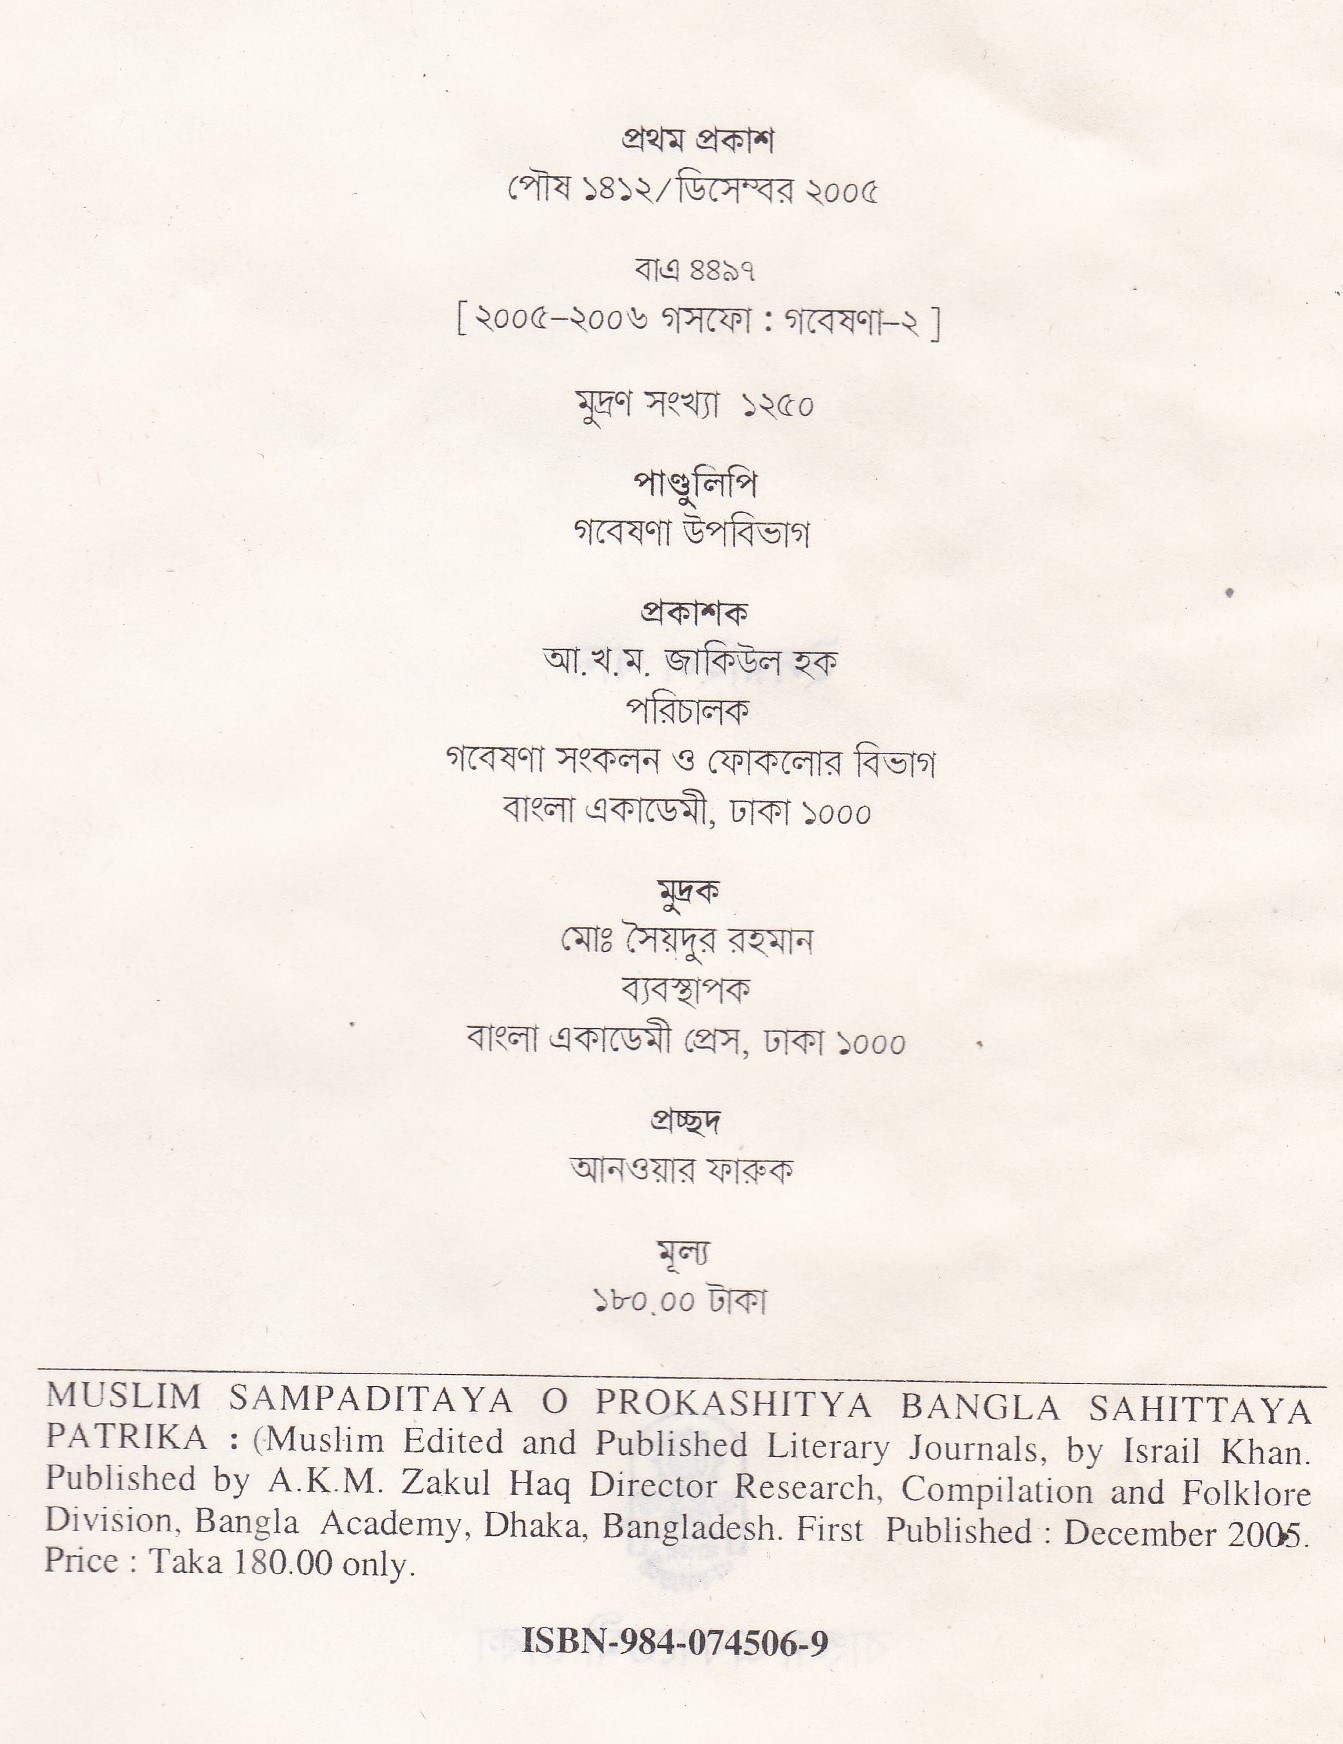 প্রথম প্রকাশ
পৌষ ১৪১২/ডিসেম্বর ২০০৫
বাএ ৪৪৯৭
[ ২০০৫–২০০৬ গসফো : গবেষণা–২ ]
মুদ্রণ সংখ্যা ১২৫০
পাণ্ডুলিপি
গবেষণা উপবিভাগ
প্রকাশক
আ.খ.ম. জাকিউল হক
পরিচালক
গবেষণা সংকলন ও ফোকলোর বিভাগ
বাংলা একাডেমী, ঢাকা ১০০০
মুদ্রক
মোঃ সৈয়দুর রহমান
ব্যবস্থাপক
বাংলা একাডেমী প্রেস, ঢাকা ১০০০
প্রচ্ছদ
আনওয়ার ফারুক
মূল্য
১৮০.০০ টাকা
MUSLIM SAMPADITAYA O PROKASHITYA BANGLA SAHITTAYA
PATRIKA : (Muslim Edited and Published Literary Journals, by Israil Khan.
Published by A.K.M. Zakul Haq Director Research, Compilation and Folklore
Division, Bangla Academy, Dhaka, Bangladesh. First Published : December 2005.
Price : Taka 180.00 only.
ISBN-984-074506-9